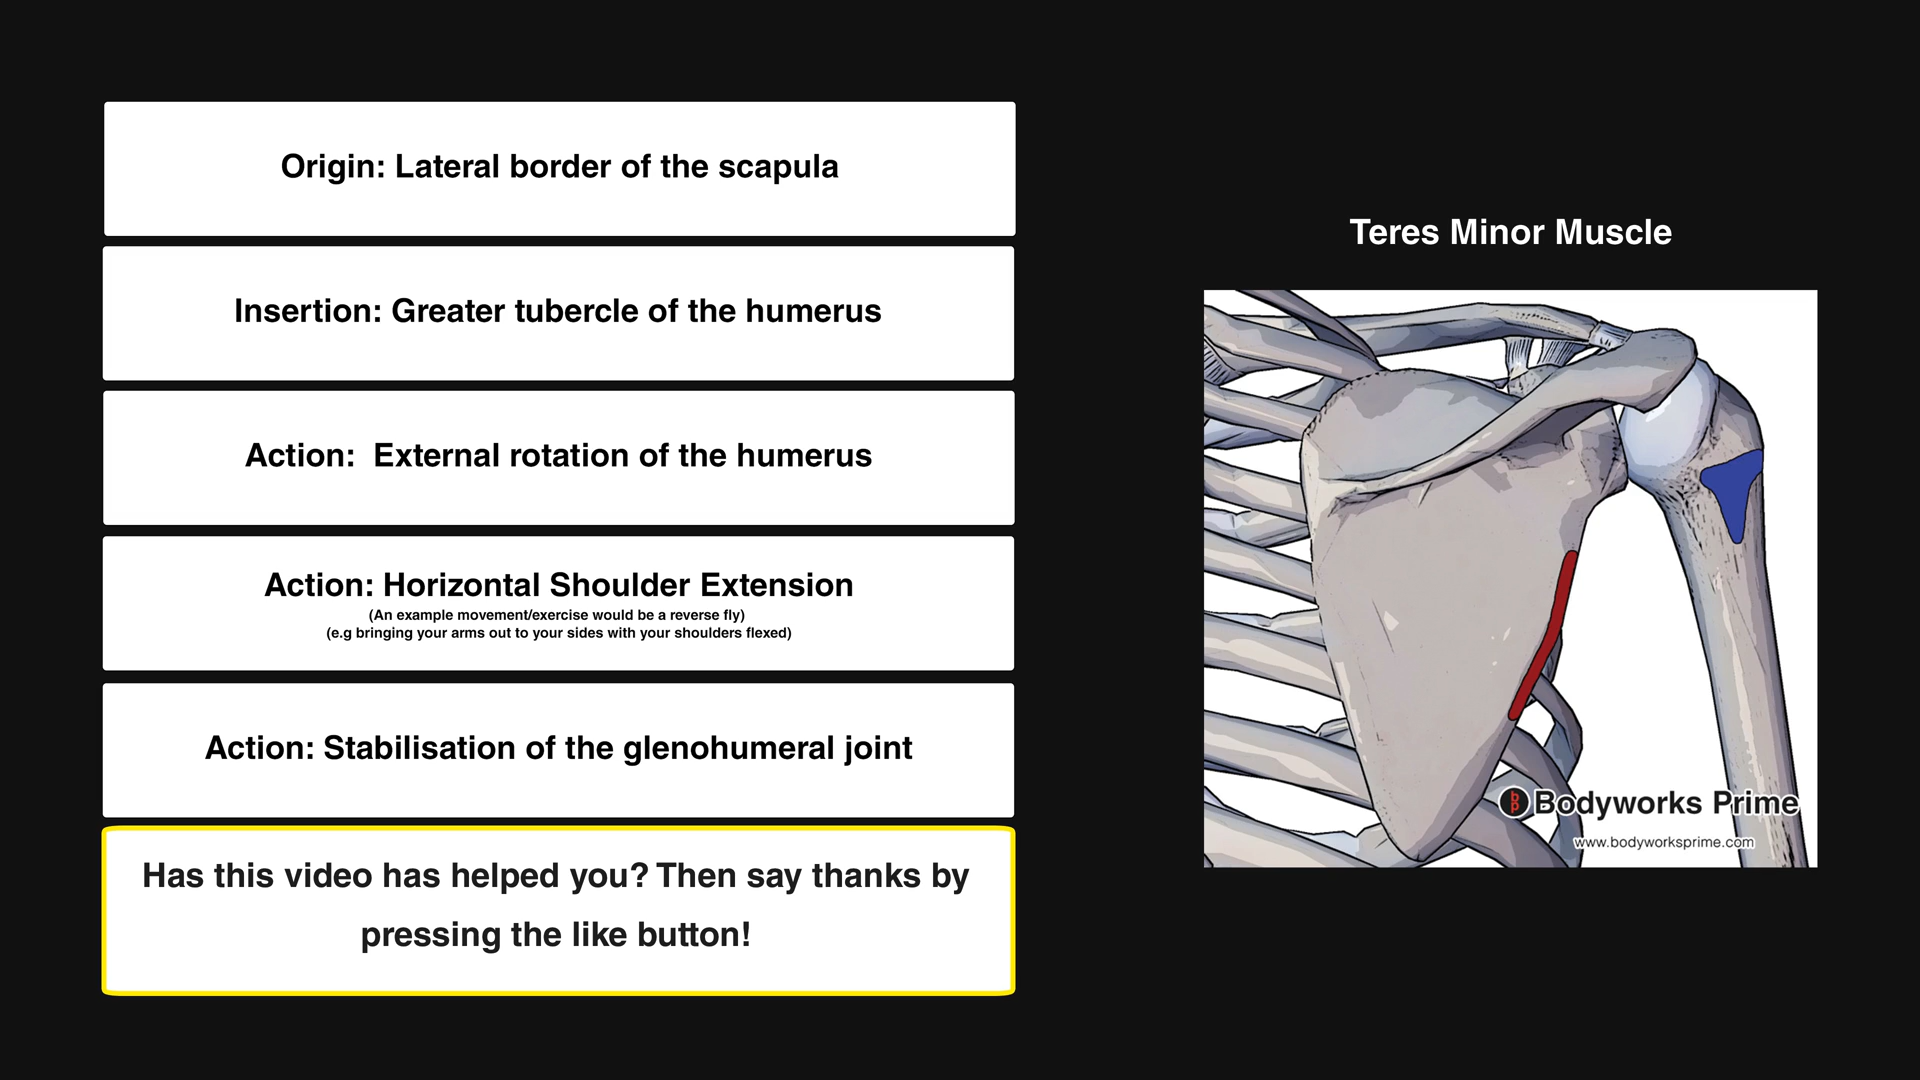 Origin: Lateral border of the scapula
Insertion: Greater tubercle of the humerus
Action:  External rotation of the humerus
Action: Horizontal Shoulder Extension
(An example movement/exercise would be a reverse fly)
(e.g bringing your arms out to your sides with your shoulders flexed)
Action: Stabilisation of the glenohumeral joint
Has this video has helped you? Then say thanks by
pressing the like button!
Teres Minor Muscle
bp Bodyworks Prime
www.bodyworksprime.com